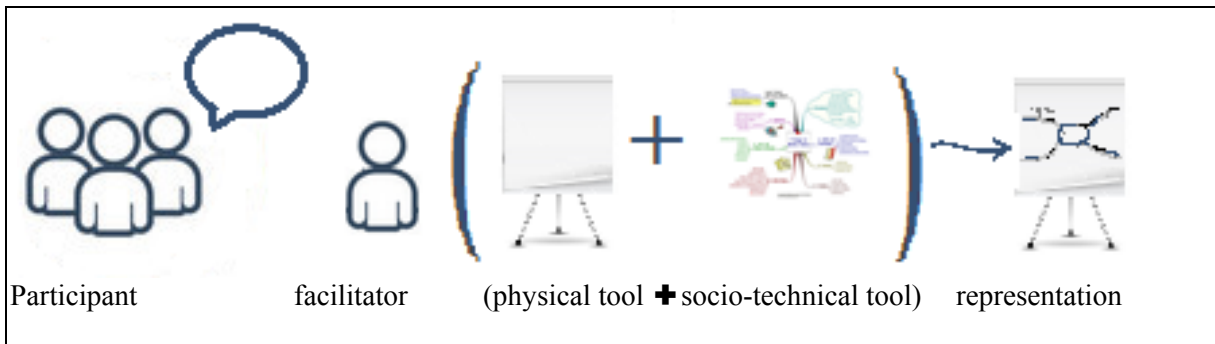 Participant facilitator (physical tool ✚ socio-technical tool) representation